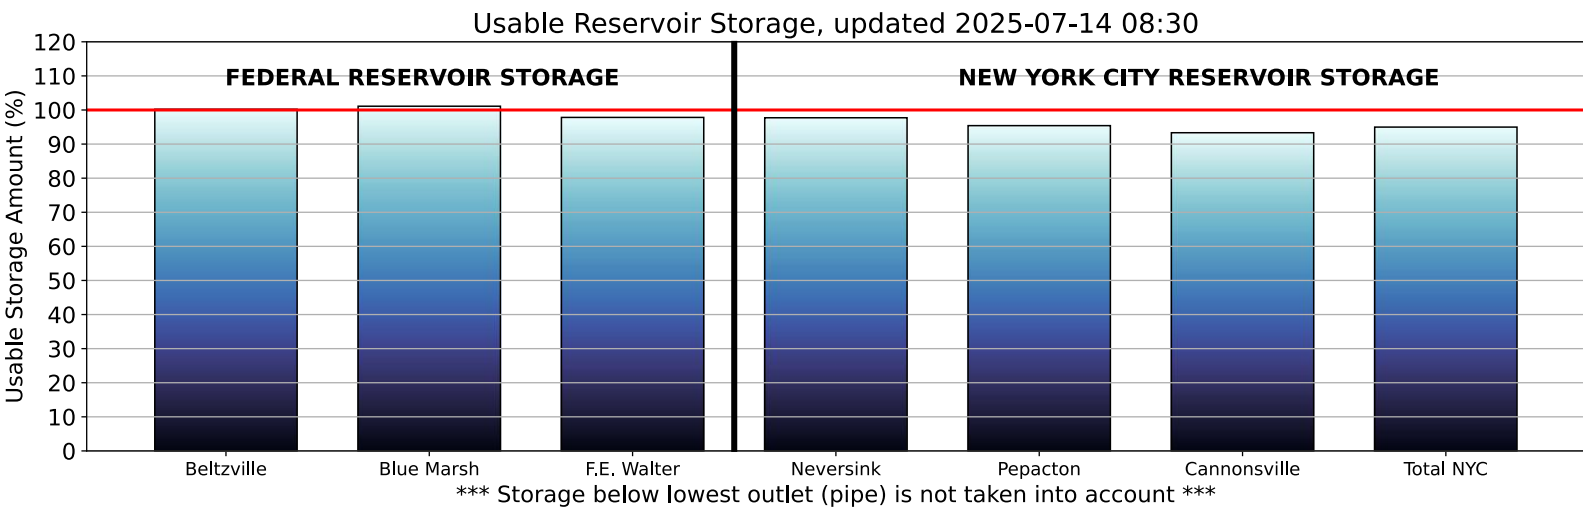 Usable Reservoir Storage, updated 2025-07-14 08:30
FEDERAL RESERVOIR STORAGE
NEW YORK CITY RESERVOIR STORAGE
Usable Storage Amount (%)
120
110
100
90
80
70
60
50
40
30
20
10
0
Beltzville
Blue Marsh
F.E. Walter
Neversink
Pepacton
Cannonsville
Total NYC
*** Storage below lowest outlet (pipe) is not taken into account ***